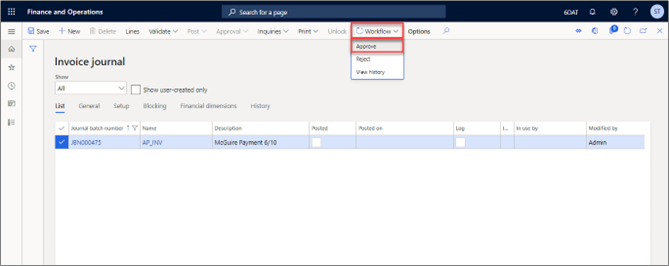 Finance and Operations Search for a page 6DAT ? ST
Save + New Delete Lines Validate Post Approval Inquiries Print Unlock Workflow Options
Approve
Reject
View history
Invoice journal
Show
All Show user-created only
List General Setup Blocking Financial dimensions History
Journal batch number Name Description Posted Posted on Log I... In use by Modified by
JBN000473 AP_INV McGuire Payment 6/10 Admin